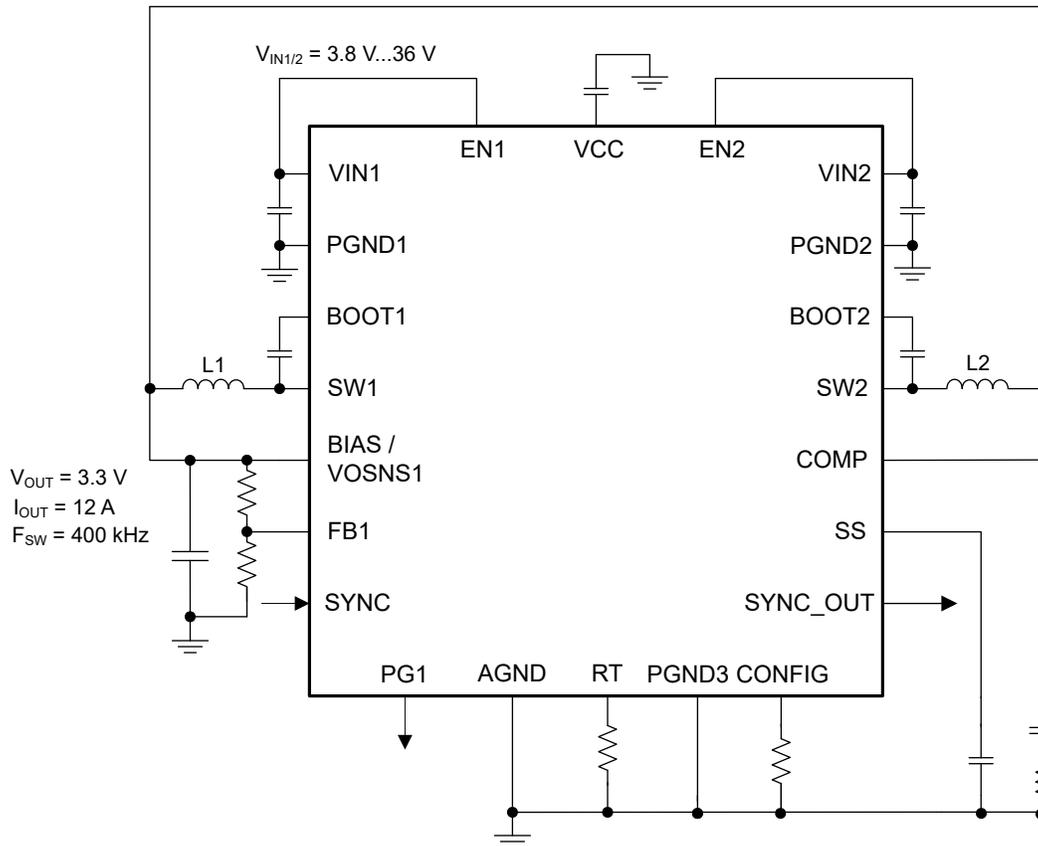 V_IN1/2 = 3.8 V...36 V
EN1 VCC EN2
VIN1 VIN2
PGND1 PGND2
BOOT1 BOOT2
L1 L2
SW1 SW2
BIAS /
VOSNS1 COMP
V_OUT = 3.3 V
I_OUT = 12 A
F_SW = 400 kHz
FB1 SS
SYNC SYNC_OUT
PG1 AGND RT PGND3 CONFIG